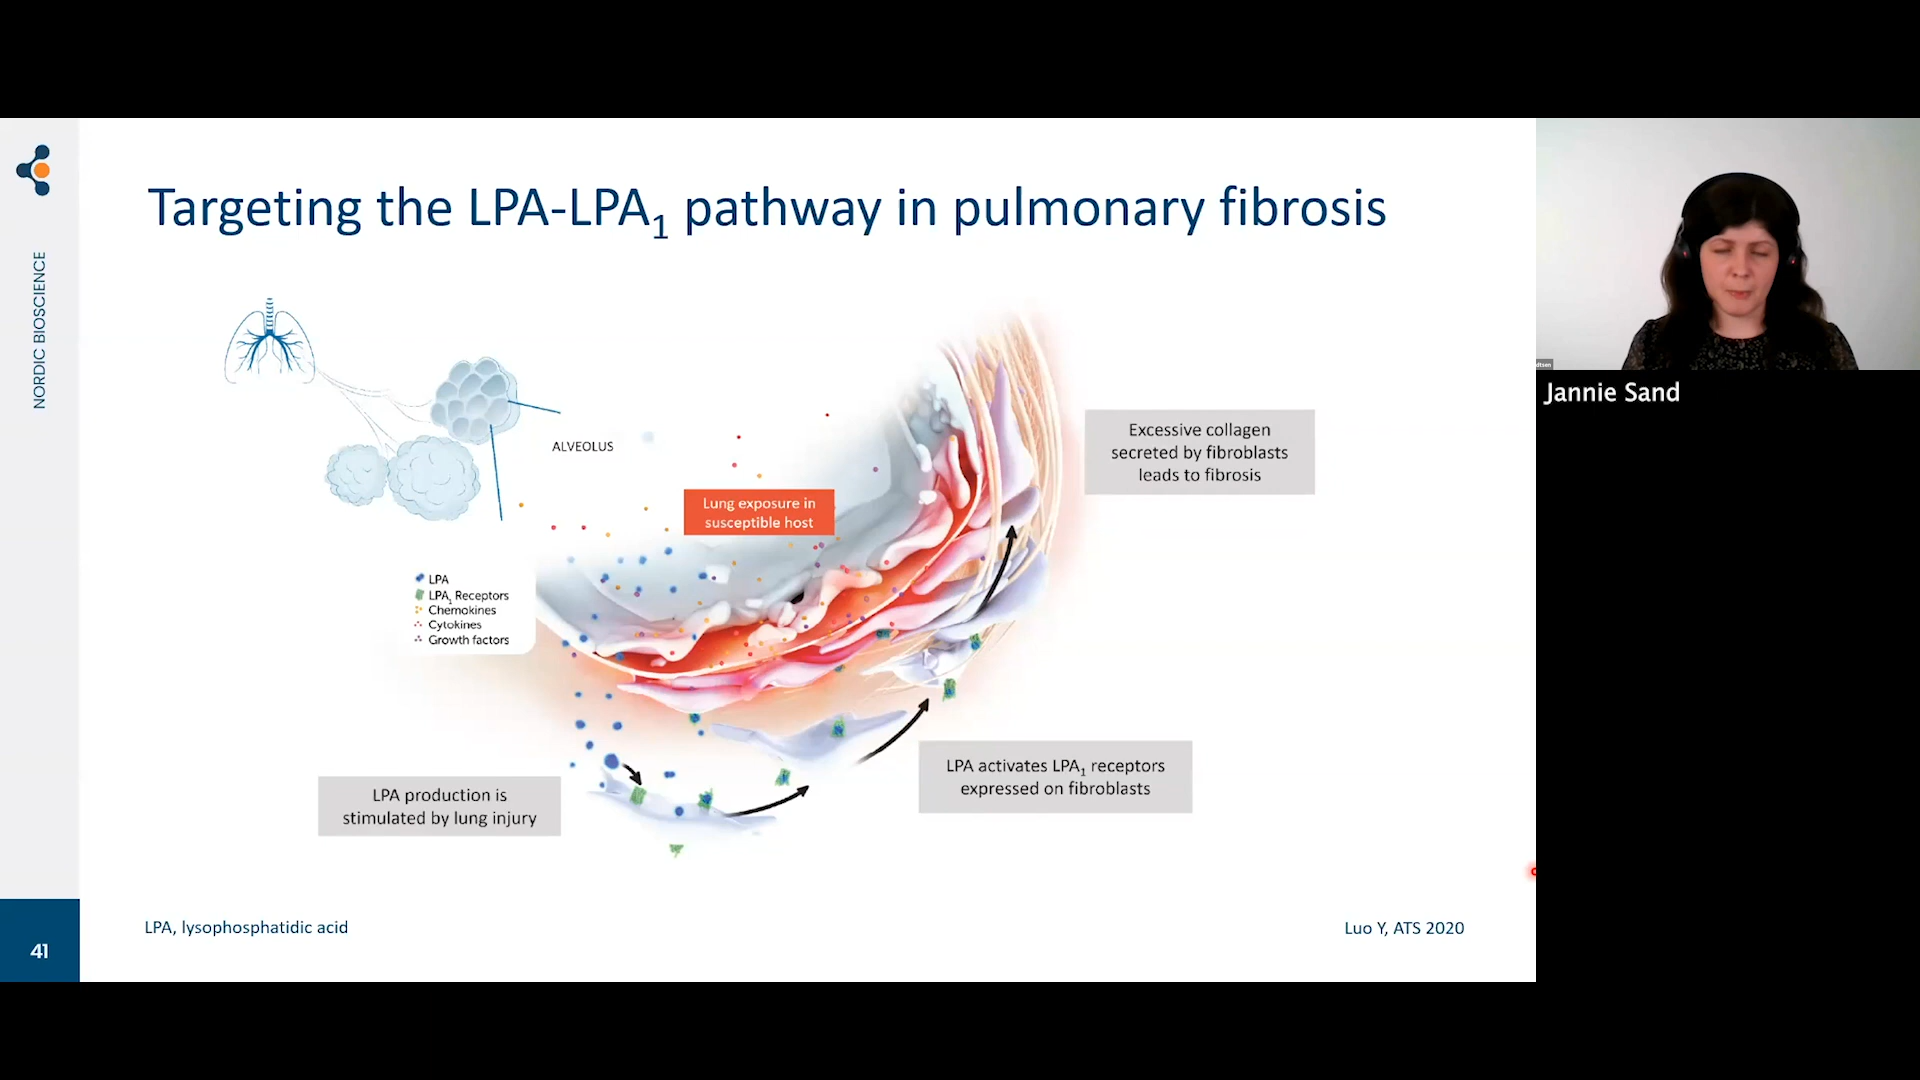 NORDIC BIOSCIENCE
Targeting the LPA-LPA₁ pathway in pulmonary fibrosis
ALVEOLUS
Lung exposure in
susceptible host
Excessive collagen
secreted by fibroblasts
leads to fibrosis
LPA
LPA₁ Receptors
Chemokines
Cytokines
Growth factors
LPA production is
stimulated by lung injury
LPA activates LPA₁ receptors
expressed on fibroblasts
LPA, lysophosphatidic acid
Luo Y, ATS 2020
41
Jannie Sand